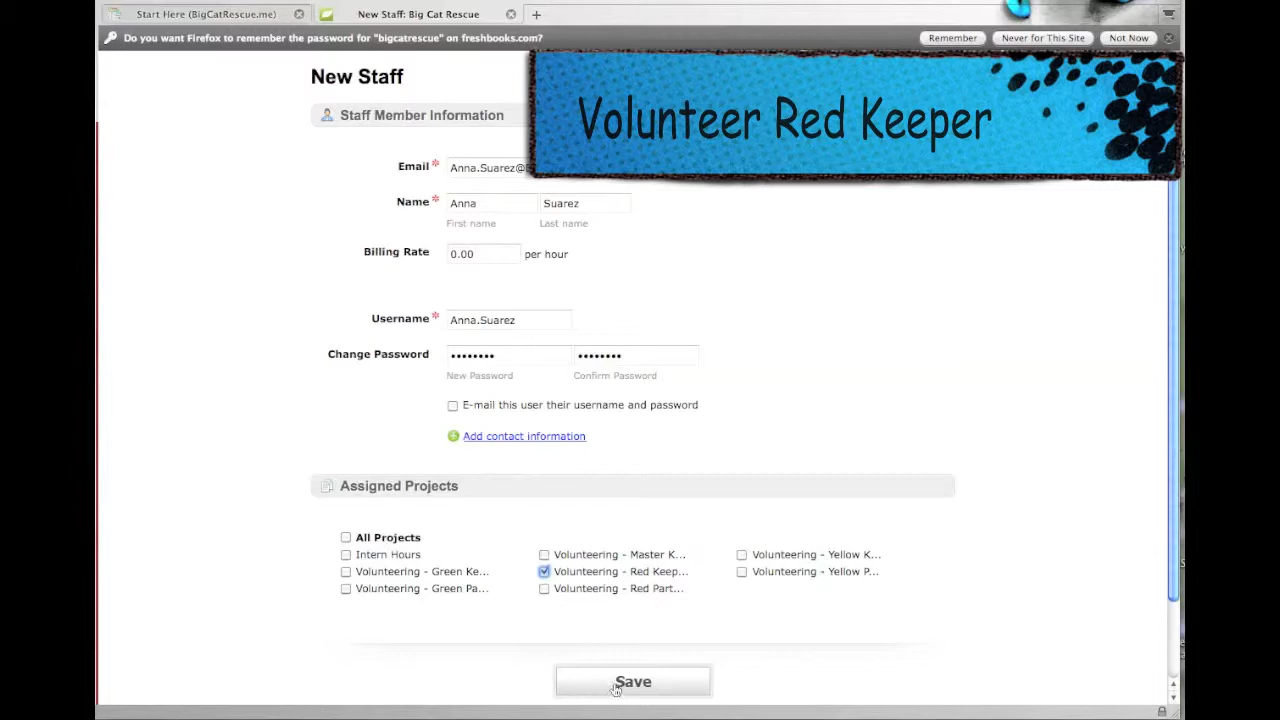 Start Here (BigCatRescue.me)
New Staff: Big Cat Rescue
Do you want Firefox to remember the password for "bigcatrescue" on freshbooks.com?
Remember
Never for This Site
Not Now
New Staff
Volunteer Red Keeper
Staff Member Information
Email * Anna.Suarez@
Name * Anna Suarez
First name Last name
Billing Rate 0.00 per hour
Username * Anna.Suarez
Change Password •••••••• ••••••••
New Password Confirm Password
E-mail this user their username and password
Add contact information
Assigned Projects
All Projects
Intern Hours Volunteering - Master K... Volunteering - Yellow K...
Volunteering - Green Ke... Volunteering - Red Keep... Volunteering - Yellow P...
Volunteering - Green Pa... Volunteering - Red Part...
Save